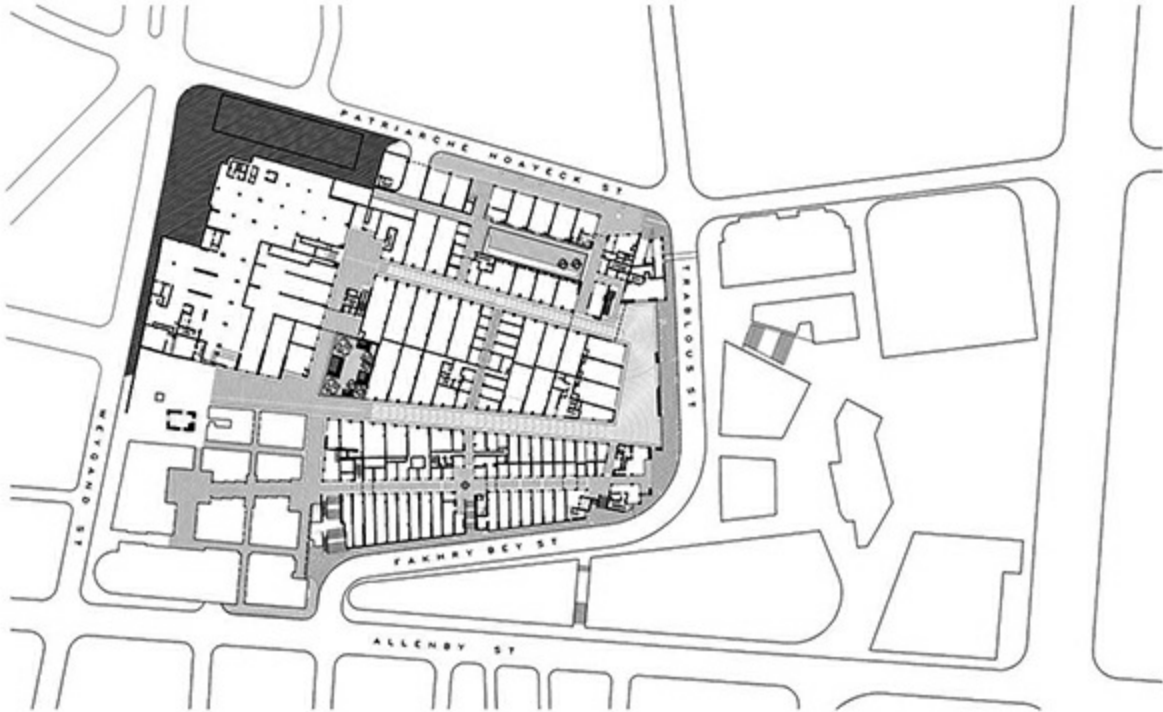 PATRIARCHE HOAYECK ST
TRABLOUS ST
WEYGAND ST
FAKHRY BEY ST
ALLENBY ST